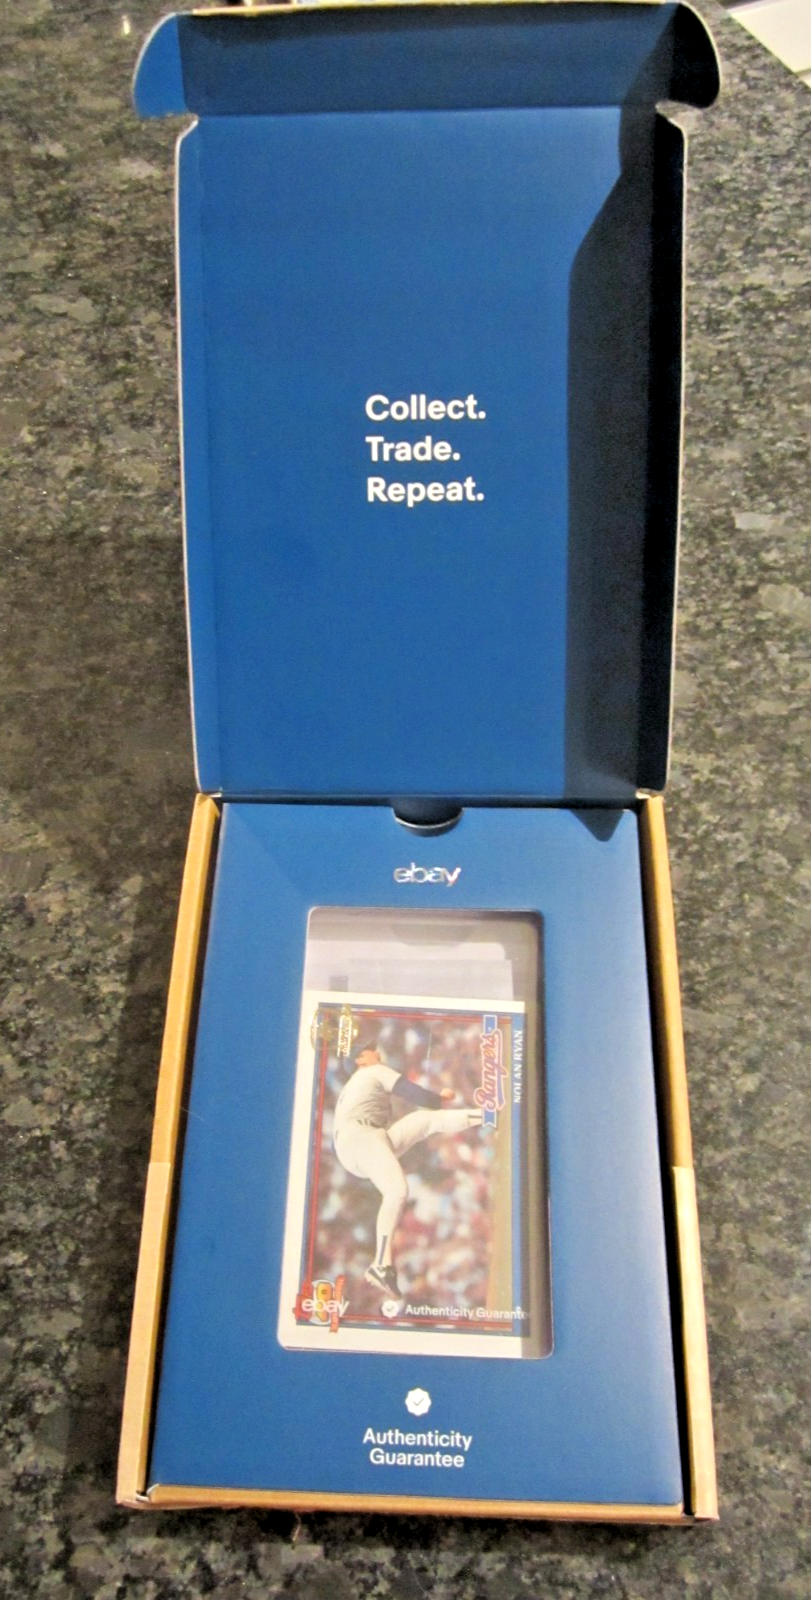 Collect.
Trade.
Repeat.
ebay
Rangers
NOLAN RYAN
ebay
Authenticity Guarantee
Authenticity
Guarantee